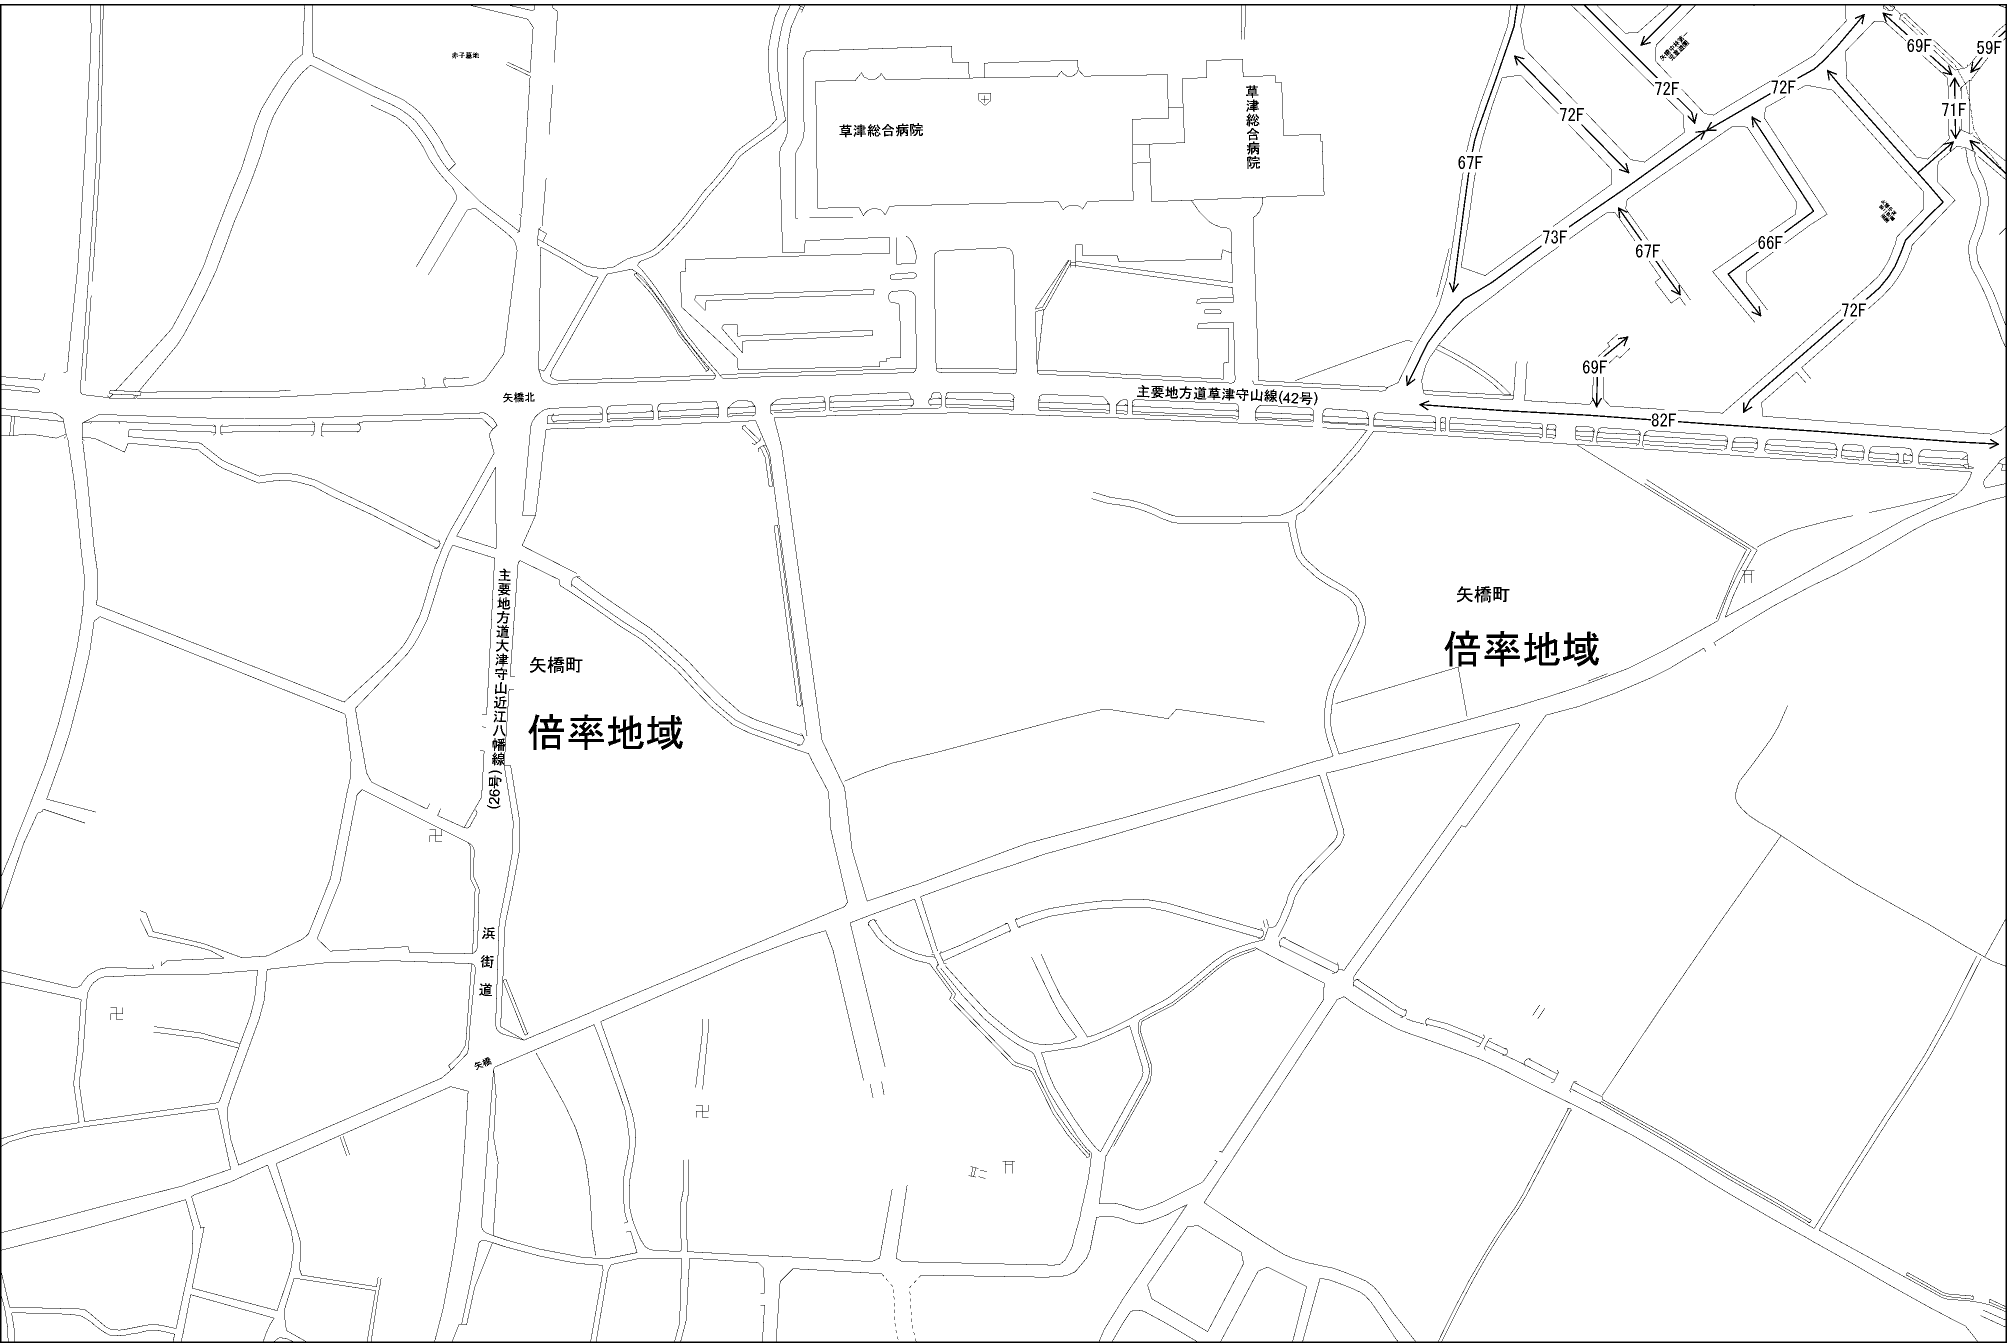 赤子墓地
69F
59F
72F
72F
71F
72F
草津総合病院
草津総合病院
67F
73F
67F
66F
72F
69F
矢橋北
主要地方道草津守山線(42号)
82F
主要地方道大津守山近江八幡線(26号)
矢橋町
倍率地域
矢橋町
倍率地域
浜街道
矢橋